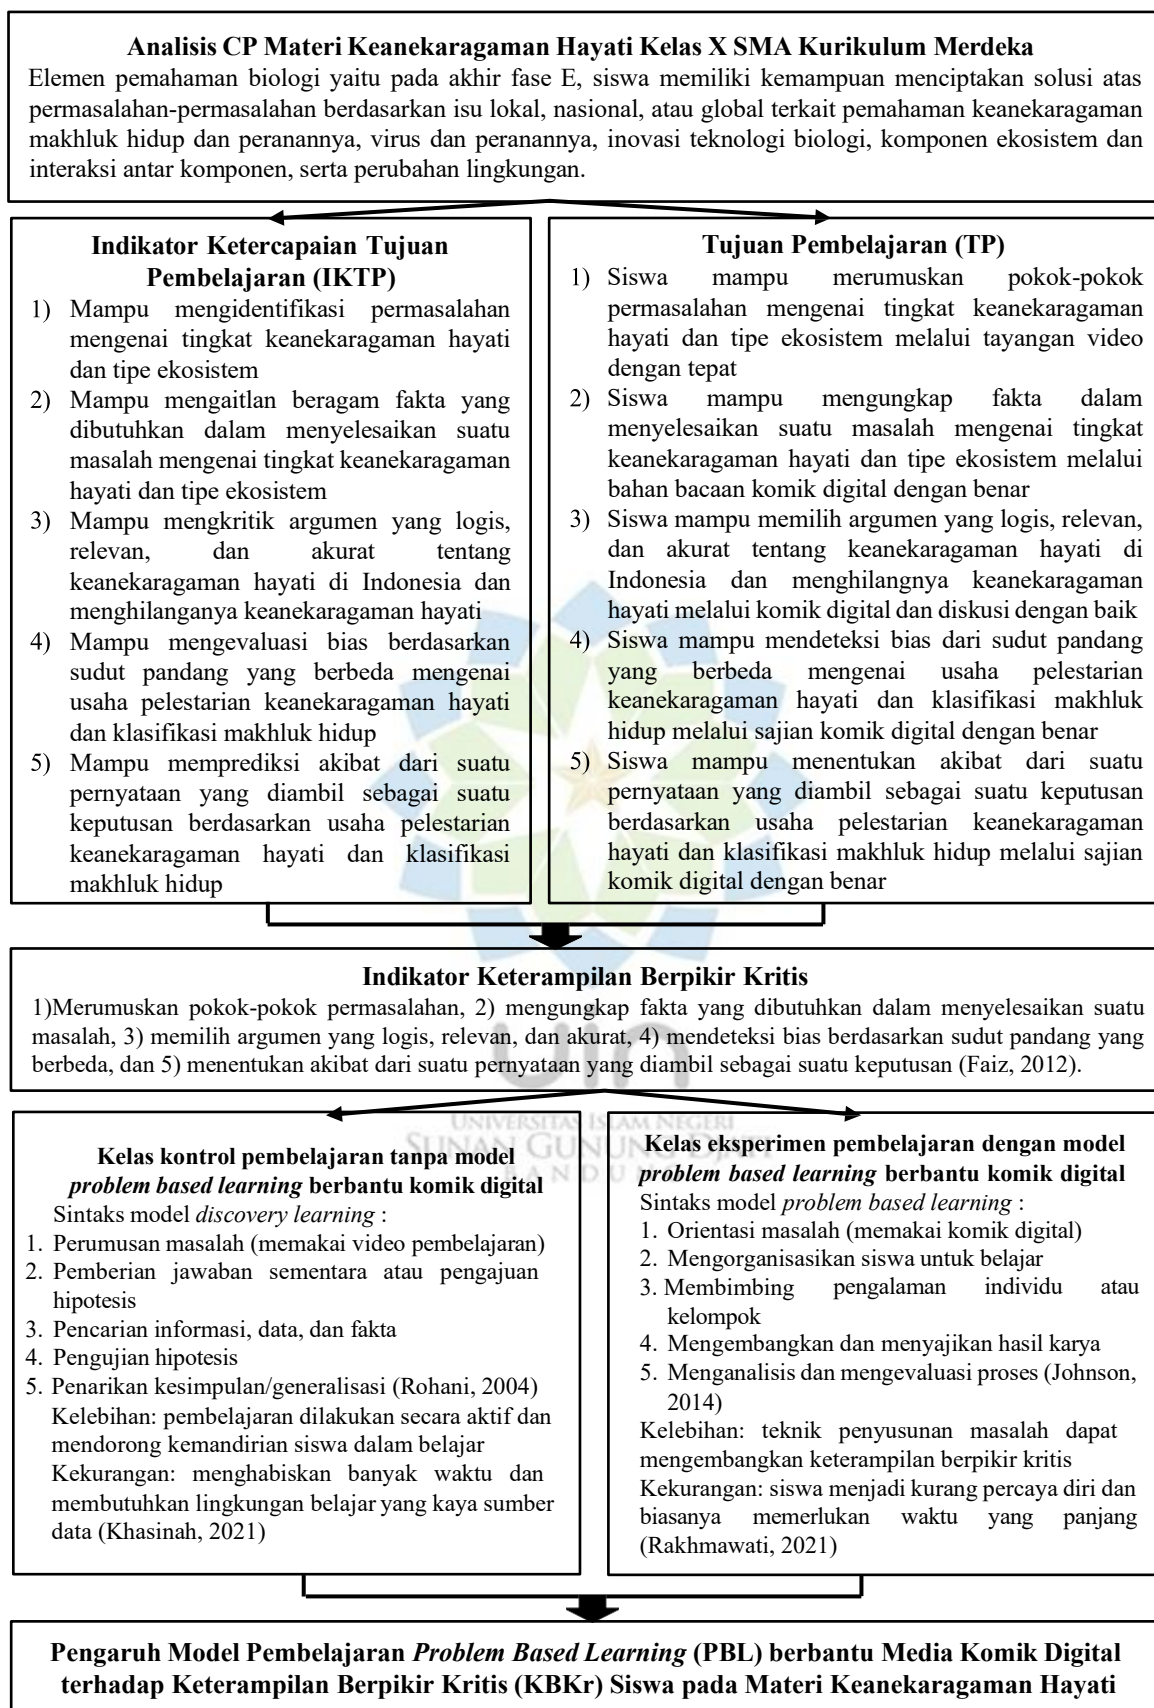 Analisis CP Materi Keanekaragaman Hayati Kelas X SMA Kurikulum Merdeka
Elemen pemahaman biologi yaitu pada akhir fase E, siswa memiliki kemampuan menciptakan solusi atas
permasalahan-permasalahan berdasarkan isu lokal, nasional, atau global terkait pemahaman keanekaragaman
makhluk hidup dan peranannya, virus dan peranannya, inovasi teknologi biologi, komponen ekosistem dan
interaksi antar komponen, serta perubahan lingkungan.
Indikator Ketercapaian Tujuan
Pembelajaran (IKTP)
1) Mampu mengidentifikasi permasalahan
mengenai tingkat keanekaragaman hayati
dan tipe ekosistem
2) Mampu mengaitlan beragam fakta yang
dibutuhkan dalam menyelesaikan suatu
masalah mengenai tingkat keanekaragaman
hayati dan tipe ekosistem
3) Mampu mengkritik argumen yang logis,
relevan, dan akurat tentang
keanekaragaman hayati di Indonesia dan
menghilanganya keanekaragaman hayati
4) Mampu mengevaluasi bias berdasarkan
sudut pandang yang berbeda mengenai
usaha pelestarian keanekaragaman hayati
dan klasifikasi makhluk hidup
5) Mampu memprediksi akibat dari suatu
pernyataan yang diambil sebagai suatu
keputusan berdasarkan usaha pelestarian
keanekaragaman hayati dan klasifikasi
makhluk hidup
Tujuan Pembelajaran (TP)
1) Siswa mampu merumuskan pokok-pokok
permasalahan mengenai tingkat keanekaragaman
hayati dan tipe ekosistem melalui tayangan video
dengan tepat
2) Siswa mampu mengungkap fakta dalam
menyelesaikan suatu masalah mengenai tingkat
keanekaragaman hayati dan tipe ekosistem melalui
bahan bacaan komik digital dengan benar
3) Siswa mampu memilih argumen yang logis, relevan,
dan akurat tentang keanekaragaman hayati di
Indonesia dan menghilangnya keanekaragaman
hayati melalui komik digital dan diskusi dengan baik
4) Siswa mampu mendeteksi bias dari sudut pandang
yang berbeda mengenai usaha pelestarian
keanekaragaman hayati dan klasifikasi makhluk
hidup melalui sajian komik digital dengan benar
5) Siswa mampu menentukan akibat dari suatu
pernyataan yang diambil sebagai suatu keputusan
berdasarkan usaha pelestarian keanekaragaman
hayati dan klasifikasi makhluk hidup melalui sajian
komik digital dengan benar
Indikator Keterampilan Berpikir Kritis
1)Merumuskan pokok-pokok permasalahan, 2) mengungkap fakta yang dibutuhkan dalam menyelesaikan suatu
masalah, 3) memilih argumen yang logis, relevan, dan akurat, 4) mendeteksi bias berdasarkan sudut pandang yang
berbeda, dan 5) menentukan akibat dari suatu pernyataan yang diambil sebagai suatu keputusan (Faiz, 2012).
uin
UNIVERSITAS ISLAM NEGERI
SUNAN GUNUNG DJATI
BANDUNG
Kelas kontrol pembelajaran tanpa model
problem based learning berbantu komik digital
Sintaks model discovery learning :
1. Perumusan masalah (memakai video pembelajaran)
2. Pemberian jawaban sementara atau pengajuan
hipotesis
3. Pencarian informasi, data, dan fakta
4. Pengujian hipotesis
5. Penarikan kesimpulan/generalisasi (Rohani, 2004)
Kelebihan: pembelajaran dilakukan secara aktif dan
mendorong kemandirian siswa dalam belajar
Kekurangan: menghabiskan banyak waktu dan
membutuhkan lingkungan belajar yang kaya sumber
data (Khasinah, 2021)
Kelas eksperimen pembelajaran dengan model
problem based learning berbantu komik digital
Sintaks model problem based learning :
1. Orientasi masalah (memakai komik digital)
2. Mengorganisasikan siswa untuk belajar
3. Membimbing pengalaman individu atau
kelompok
4. Mengembangkan dan menyajikan hasil karya
5. Menganalisis dan mengevaluasi proses (Johnson,
2014)
Kelebihan: teknik penyusunan masalah dapat
mengembangkan keterampilan berpikir kritis
Kekurangan: siswa menjadi kurang percaya diri dan
biasanya memerlukan waktu yang panjang
(Rakhmawati, 2021)
Pengaruh Model Pembelajaran Problem Based Learning (PBL) berbantu Media Komik Digital
terhadap Keterampilan Berpikir Kritis (KBKr) Siswa pada Materi Keanekaragaman Hayati